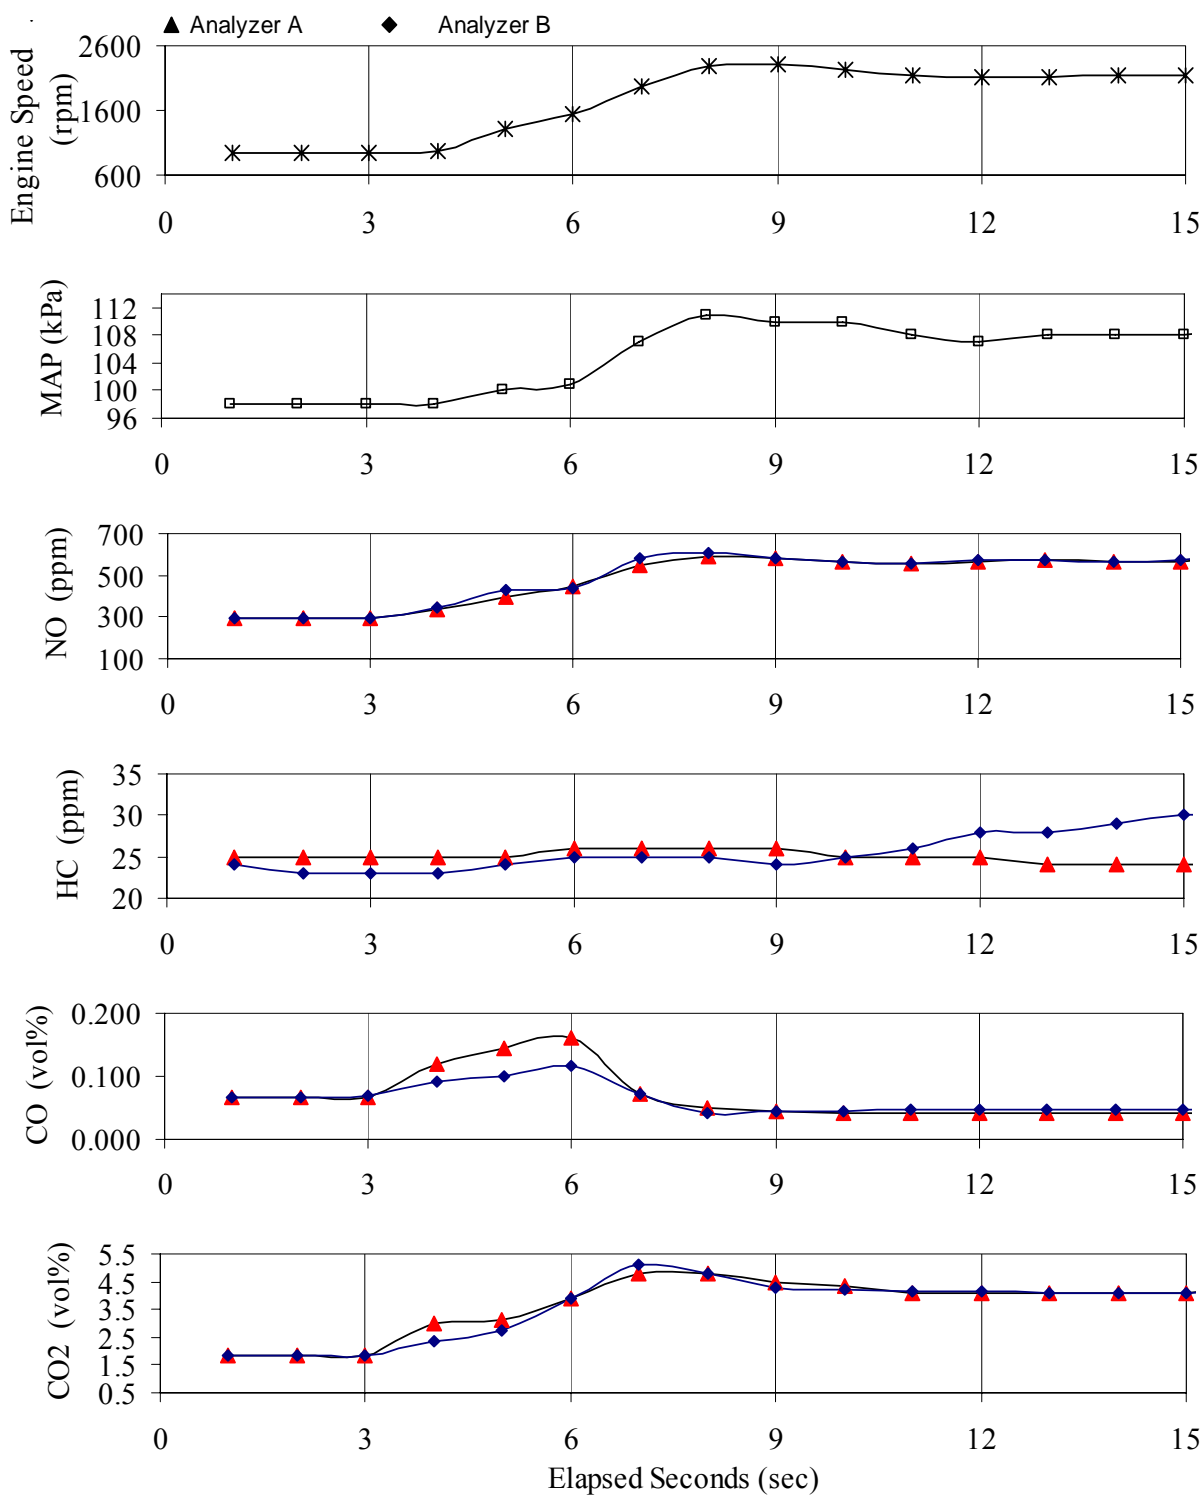 Analyzer A Analyzer B
Engine Speed
(rpm)
2600
1600
600
0 3 6 9 12 15
MAP (kPa)
112
108
104
100
96
0 3 6 9 12 15
NO (ppm)
700
500
300
100
0 3 6 9 12 15
HC (ppm)
35
30
25
20
0 3 6 9 12 15
CO (vol%)
0.200
0.100
0.000
0 3 6 9 12 15
CO2 (vol%)
5.5
4.5
3.5
2.5
1.5
0.5
0 3 6 9 12 15
Elapsed Seconds (sec)